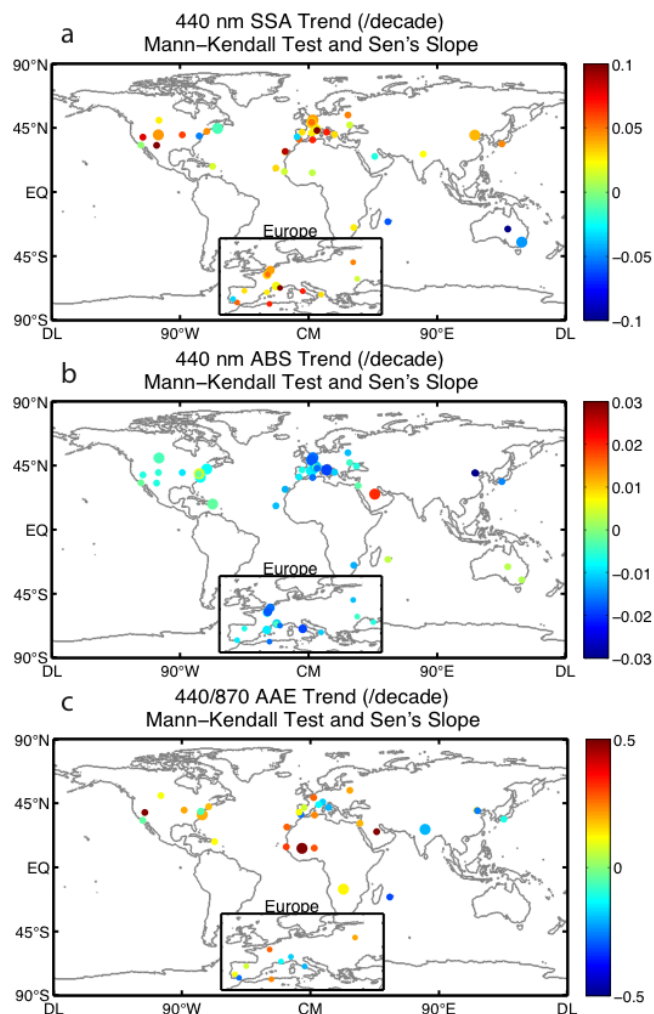 a
440 nm SSA Trend (/decade)
Mann−Kendall Test and Sen's Slope
90°N
45°N
EQ
45°S
90°S
DL
90°W
CM
90°E
DL
Europe
0.1
0.05
0
−0.05
−0.1
b
440 nm ABS Trend (/decade)
Mann−Kendall Test and Sen's Slope
90°N
45°N
EQ
45°S
90°S
DL
90°W
CM
90°E
DL
Europe
0.03
0.02
0.01
0
−0.01
−0.02
−0.03
c
440/870 AAE Trend (/decade)
Mann−Kendall Test and Sen's Slope
90°N
45°N
EQ
45°S
90°S
DL
90°W
CM
90°E
DL
Europe
0.5
0
−0.5